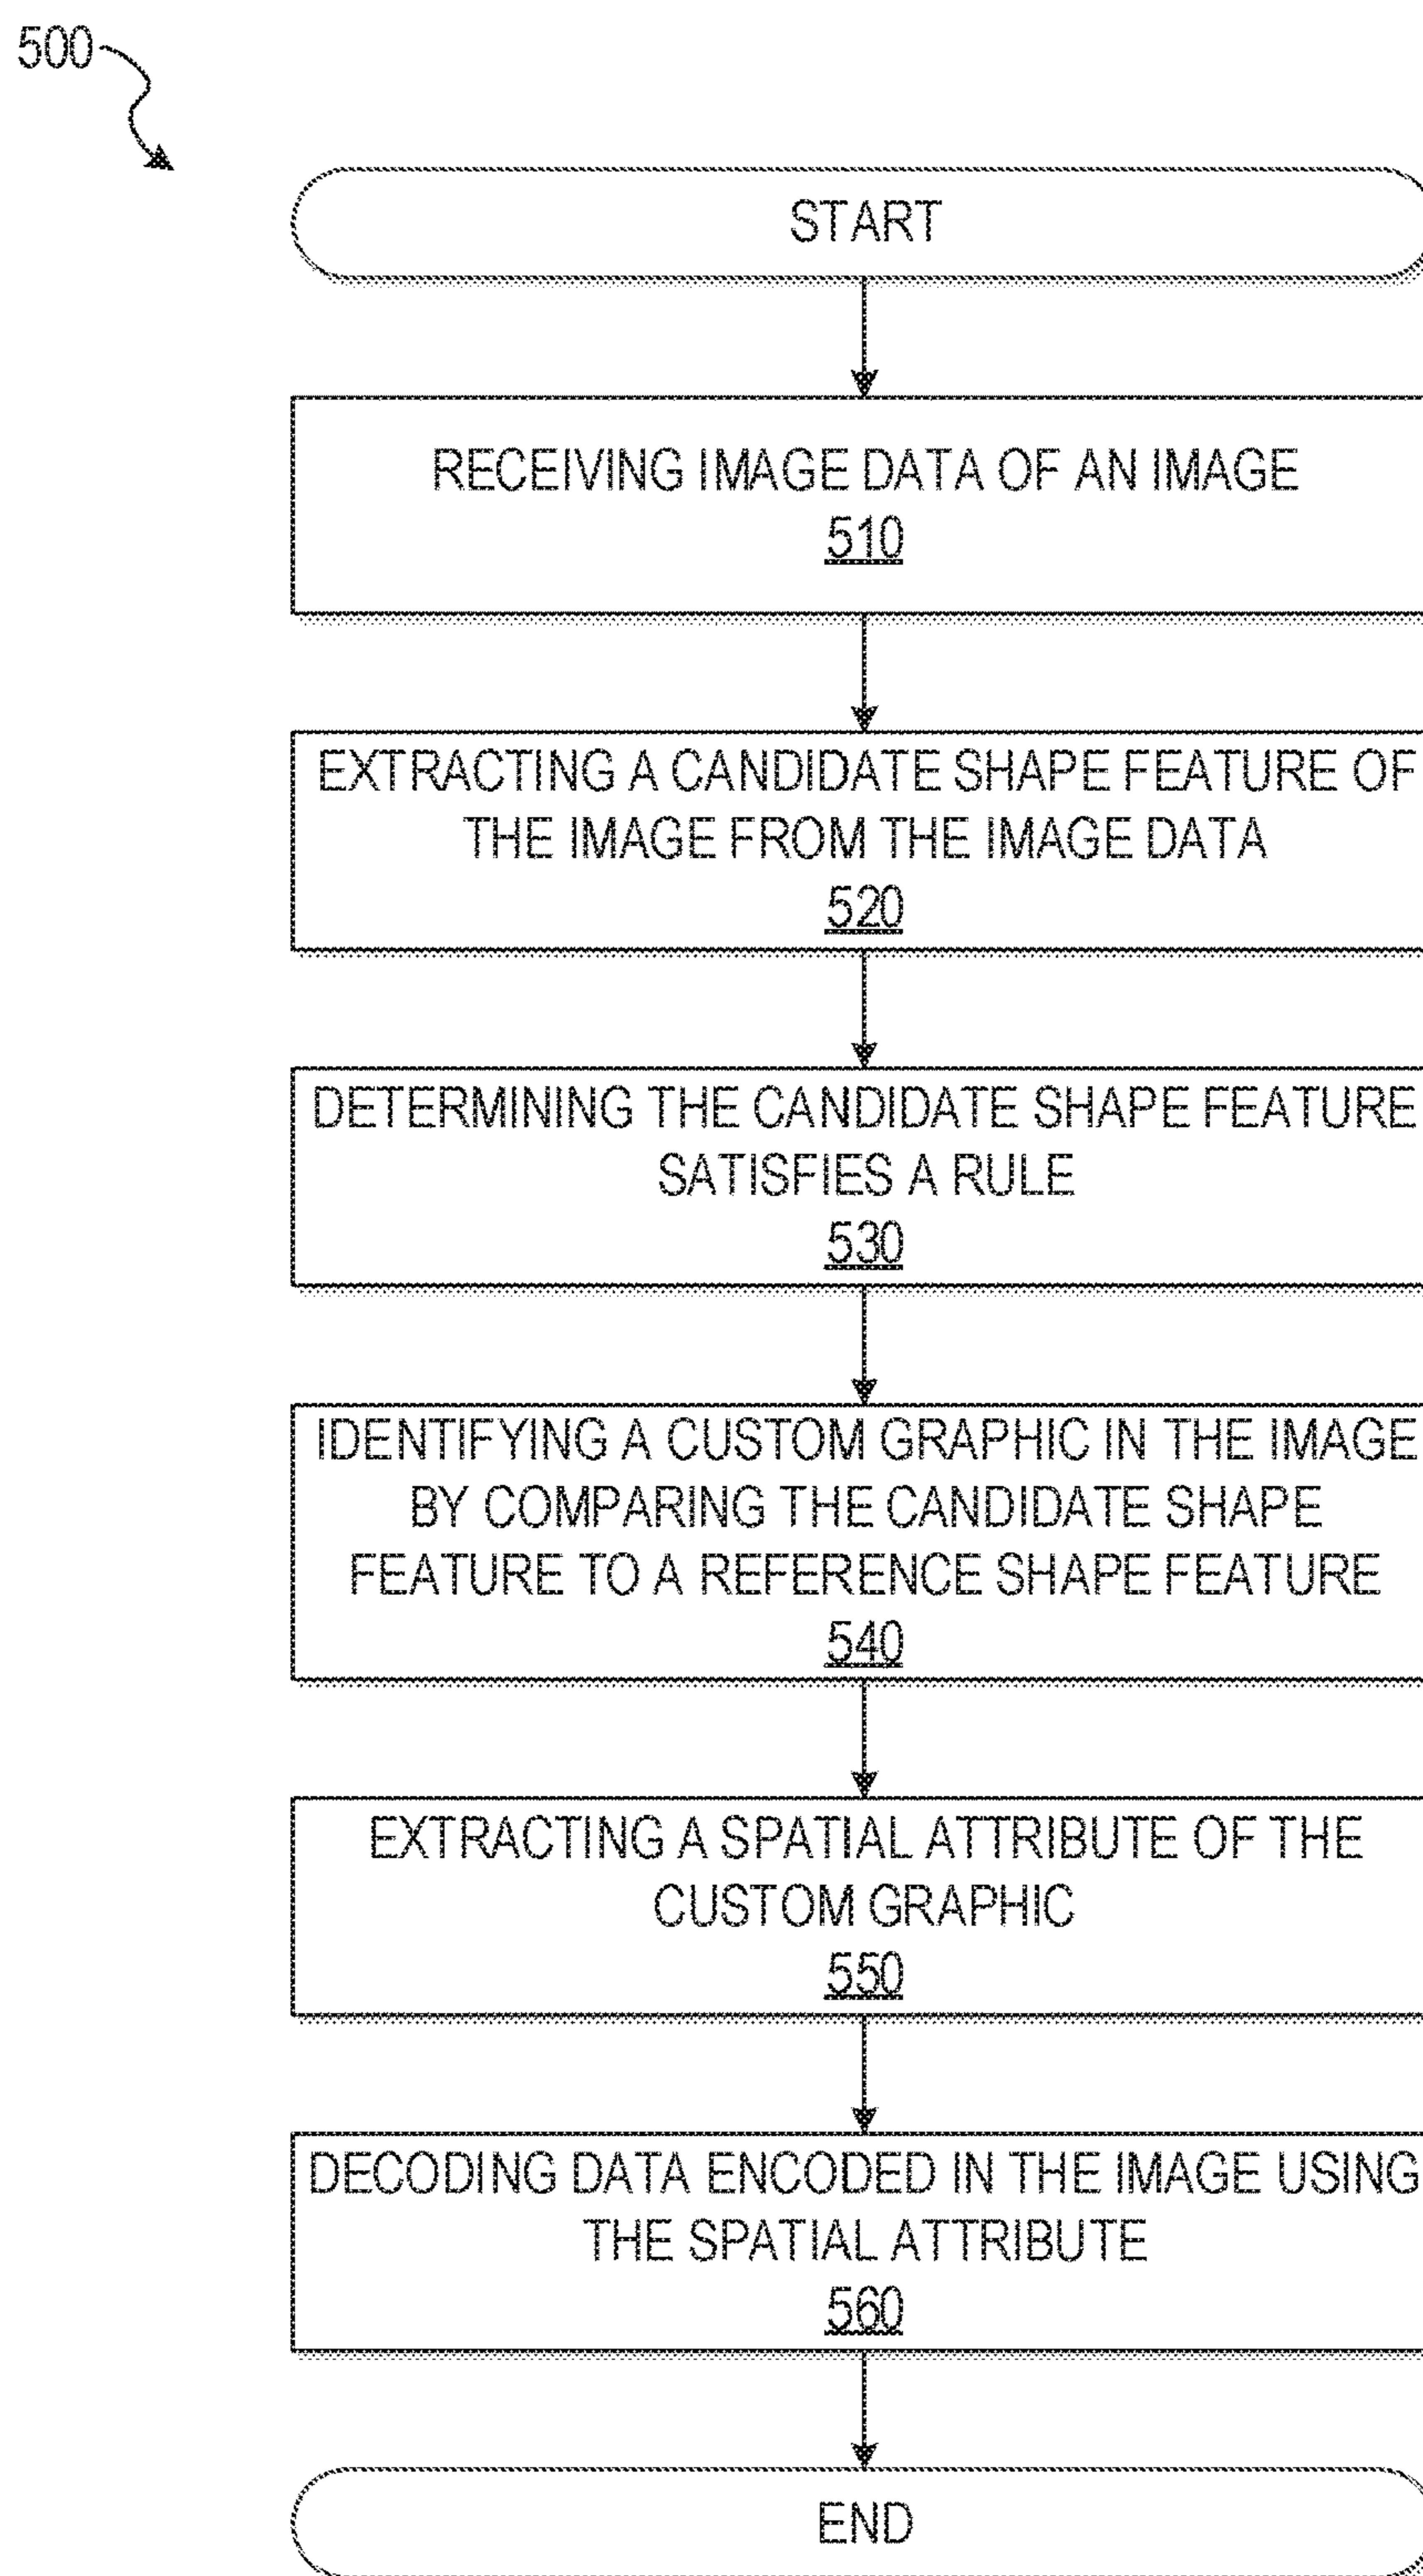 500
START
RECEIVING IMAGE DATA OF AN IMAGE
510
EXTRACTING A CANDIDATE SHAPE FEATURE OF
THE IMAGE FROM THE IMAGE DATA
520
DETERMINING THE CANDIDATE SHAPE FEATURE
SATISFIES A RULE
530
IDENTIFYING A CUSTOM GRAPHIC IN THE IMAGE
BY COMPARING THE CANDIDATE SHAPE
FEATURE TO A REFERENCE SHAPE FEATURE
540
EXTRACTING A SPATIAL ATTRIBUTE OF THE
CUSTOM GRAPHIC
550
DECODING DATA ENCODED IN THE IMAGE USING
THE SPATIAL ATTRIBUTE
560
END